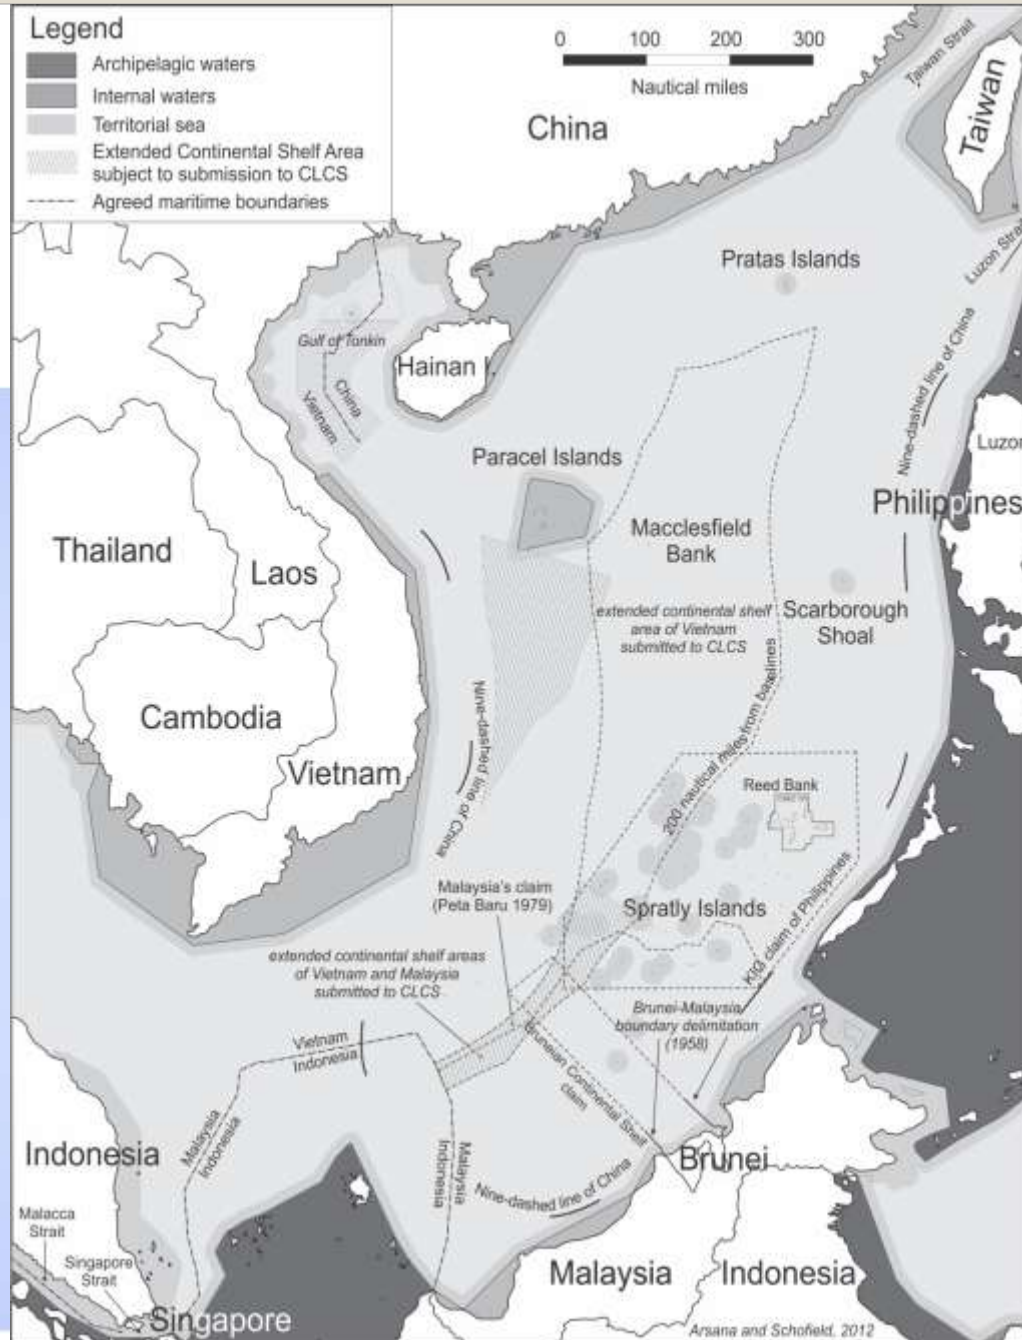 Legend
Archipelagic waters
Internal waters
Territorial sea
Extended Continental Shelf Area
subject to submission to CLCS
Agreed maritime boundaries
0 100 200 300
Nautical miles
China
Taiwan Strait
Taiwan
Luzon Strait
Pratas Islands
Gulf of Tonkin
Hainan I.
China
Vietnam
Nine-dashed line of China
Luzon
Paracel Islands
Philippines
Macclesfield
Bank
Thailand
Laos
extended continental shelf
area of Vietnam
submitted to CLCS
Scarborough
Shoal
Cambodia
Vietnam
Nine-dashed line of China
200 nautical miles from baselines
Reed Bank
Malaysia's claim
(Peta Baru 1979)
Spratly Islands
KIG claim of Philippines
extended continental shelf areas
of Vietnam and Malaysia
submitted to CLCS
Brunei-Malaysia
boundary delimitation
(1958)
Vietnam
Indonesia
Bruneian Continental Shelf
claim
Malaysia
Indonesia
Malaysia
Indonesia
Indonesia
Brunei
Nine-dashed line of China
Malacca
Strait
Singapore
Strait
Singapore
Malaysia
Indonesia
Arsana and Schofield, 2012